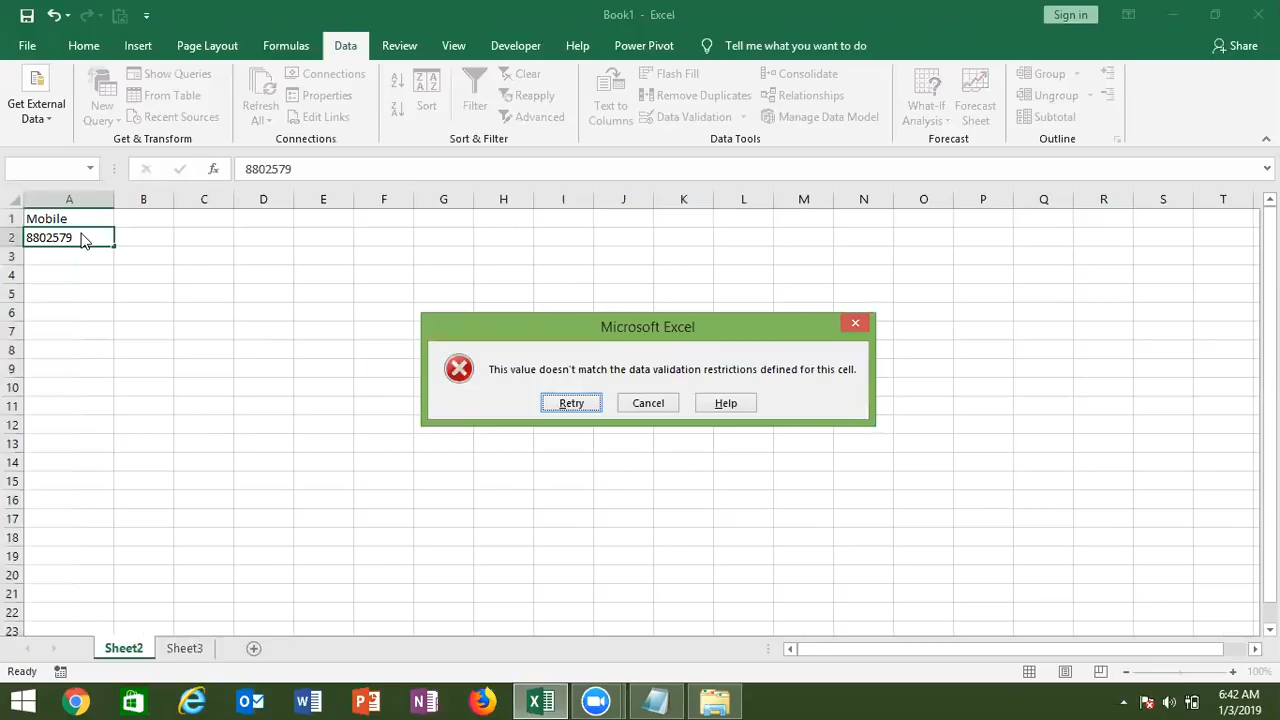 Book1 - Excel
Sign in
File Home Insert Page Layout Formulas Data Review View Developer Help Power Pivot Tell me what you want to do Share
Get External Data
New Query
Show Queries
From Table
Recent Sources
Get & Transform
Refresh All
Connections
Properties
Edit Links
Connections
Sort
Filter
Clear
Reapply
Advanced
Sort & Filter
Text to Columns
Flash Fill
Remove Duplicates
Data Validation
Consolidate
Relationships
Manage Data Model
Data Tools
What-If Analysis
Forecast Sheet
Forecast
Group
Ungroup
Subtotal
Outline
fx 8802579
A B C D E F G H I J K L M N O P Q R S T
1 Mobile
2 8802579
3
4
5
6
7
8
9
10
11
12
13
14
15
16
17
18
19
20
21
22
23
Microsoft Excel
This value doesn't match the data validation restrictions defined for this cell.
Retry Cancel Help
Sheet2 Sheet3
Ready 100%
6:42 AM
1/3/2019